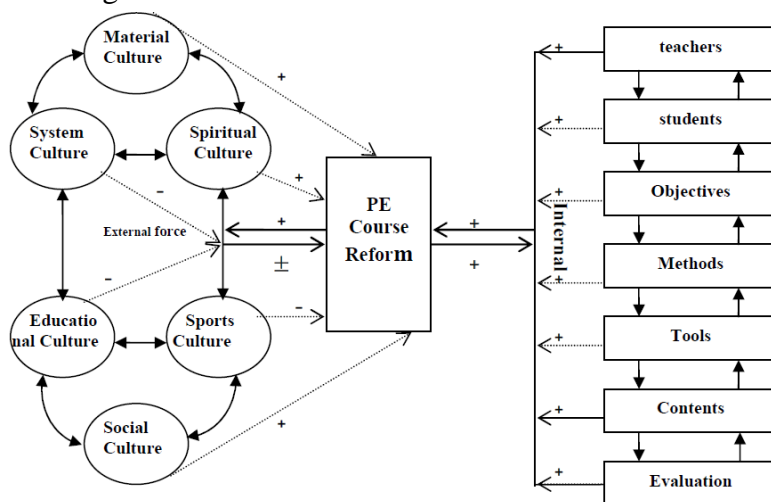 Material
Culture
System
Culture
Spiritual
Culture
External force
Educatio
nal Culture
Sports
Culture
Social
Culture
+
-
+
+
±
-
-
+
PE
Course
Reform
+
+
Internal
+
+
+
+
+
+
+
teachers
students
Objectives
Methods
Tools
Contents
Evaluation